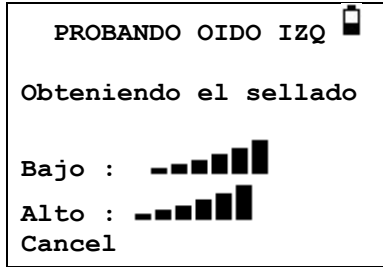 PROBANDO OIDO IZQ
Obteniendo el sellado
Bajo :
Alto :
Cancel